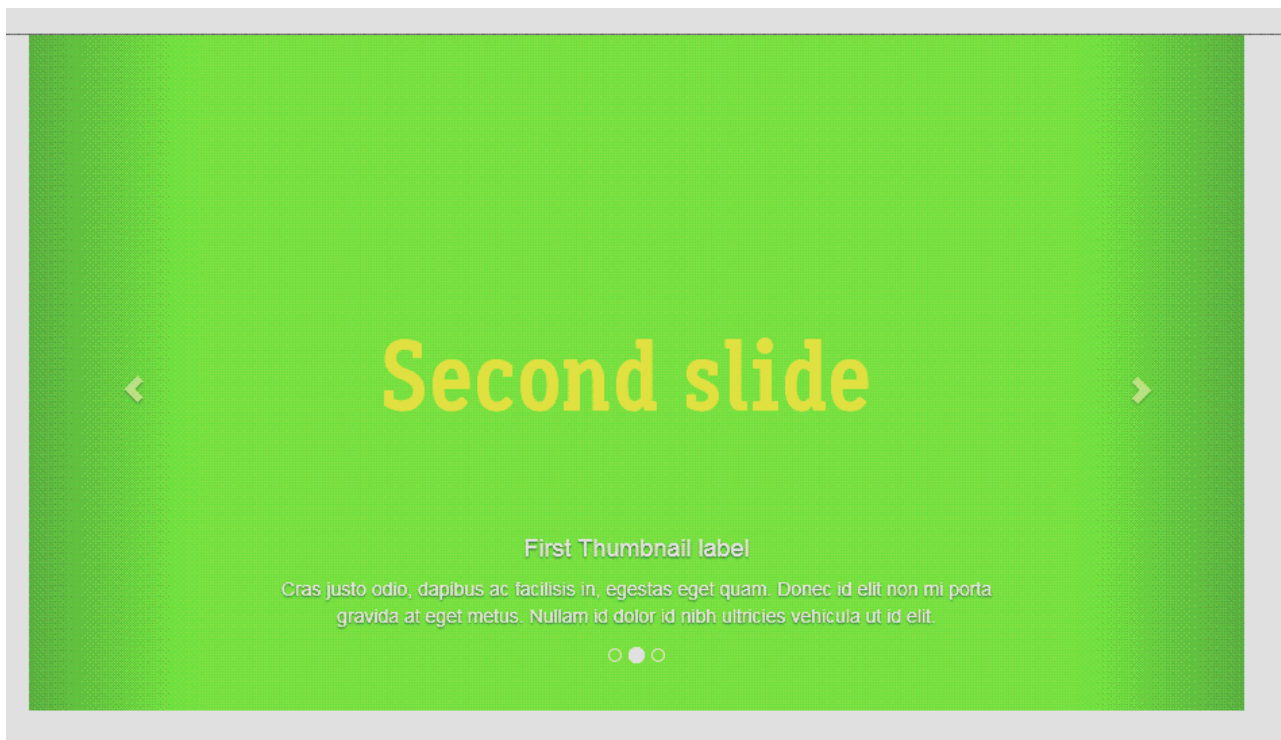 Second slide
First Thumbnail label
Cras justo odio, dapibus ac facilisis in, egestas eget quam. Donec id elit non mi porta
gravida at eget metus. Nullam id dolor id nibh ultricies vehicula ut id elit.